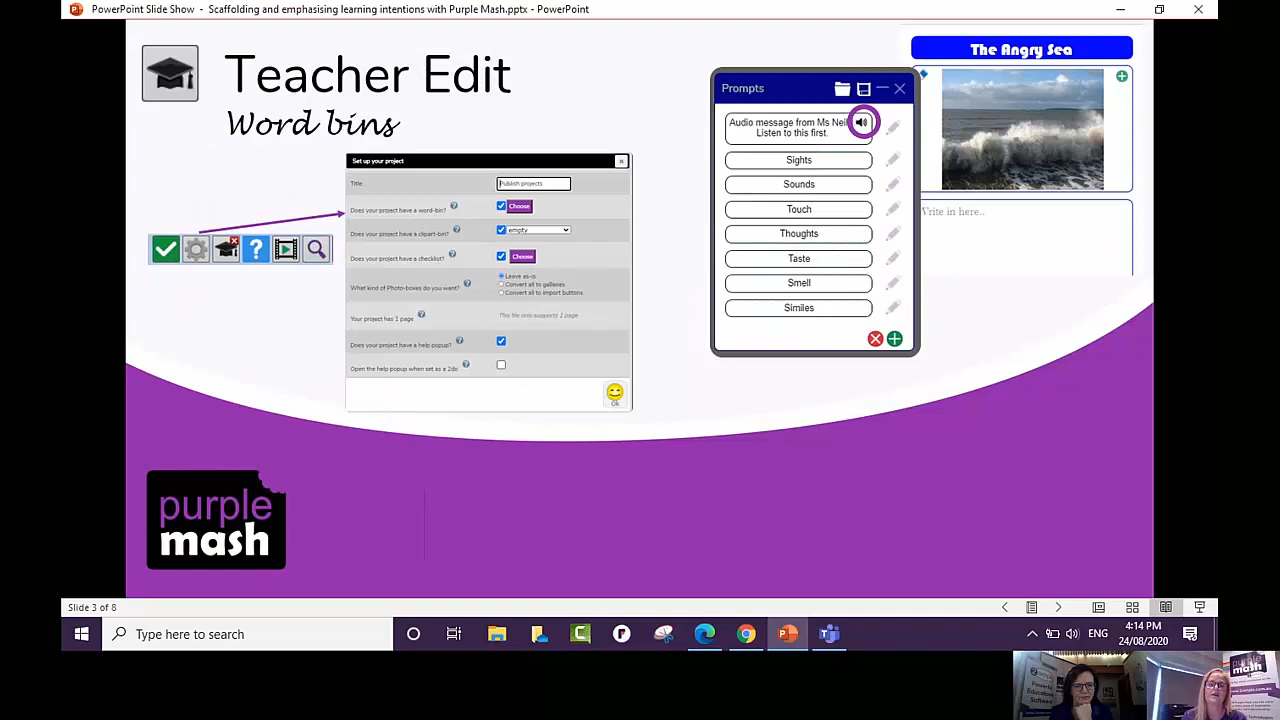 PowerPoint Slide Show - Scaffolding and emphasising learning intentions with Purple Mash.pptx - PowerPoint
Teacher Edit
Word bins
Set up your project
Title:
Publish projects
Does your project have a word-bin?
Choose
Does your project have a clipart-bin?
empty
Does your project have a checklist?
Choose
What kind of Photo-boxes do you want?
Leave as-is
Convert all to galleries
Convert all to import buttons
Your project has 1 page
This file only supports 1 page
Does your project have a help popup?
Open the help popup when set as a 2do
Ok
Prompts
Audio message from Ms Neil
Listen to this first.
Sights
Sounds
Touch
Thoughts
Taste
Smell
Similes
The Angry Sea
Write in here..
purple
mash
Slide 3 of 8
Type here to search
ENG
4:14 PM
24/08/2020
purple
mash